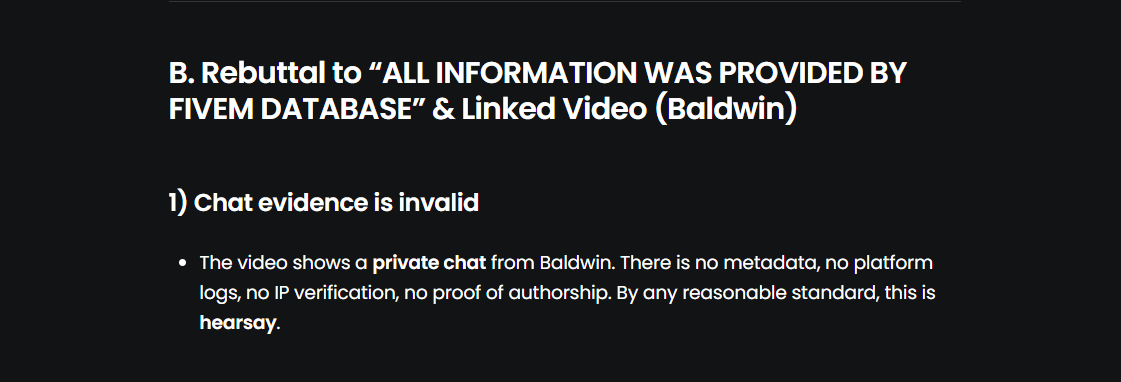 B. Rebuttal to “ALL INFORMATION WAS PROVIDED BY
FIVEM DATABASE” & Linked Video (Baldwin)
1) Chat evidence is invalid
• The video shows a private chat from Baldwin. There is no metadata, no platform
logs, no IP verification, no proof of authorship. By any reasonable standard, this is
hearsay.